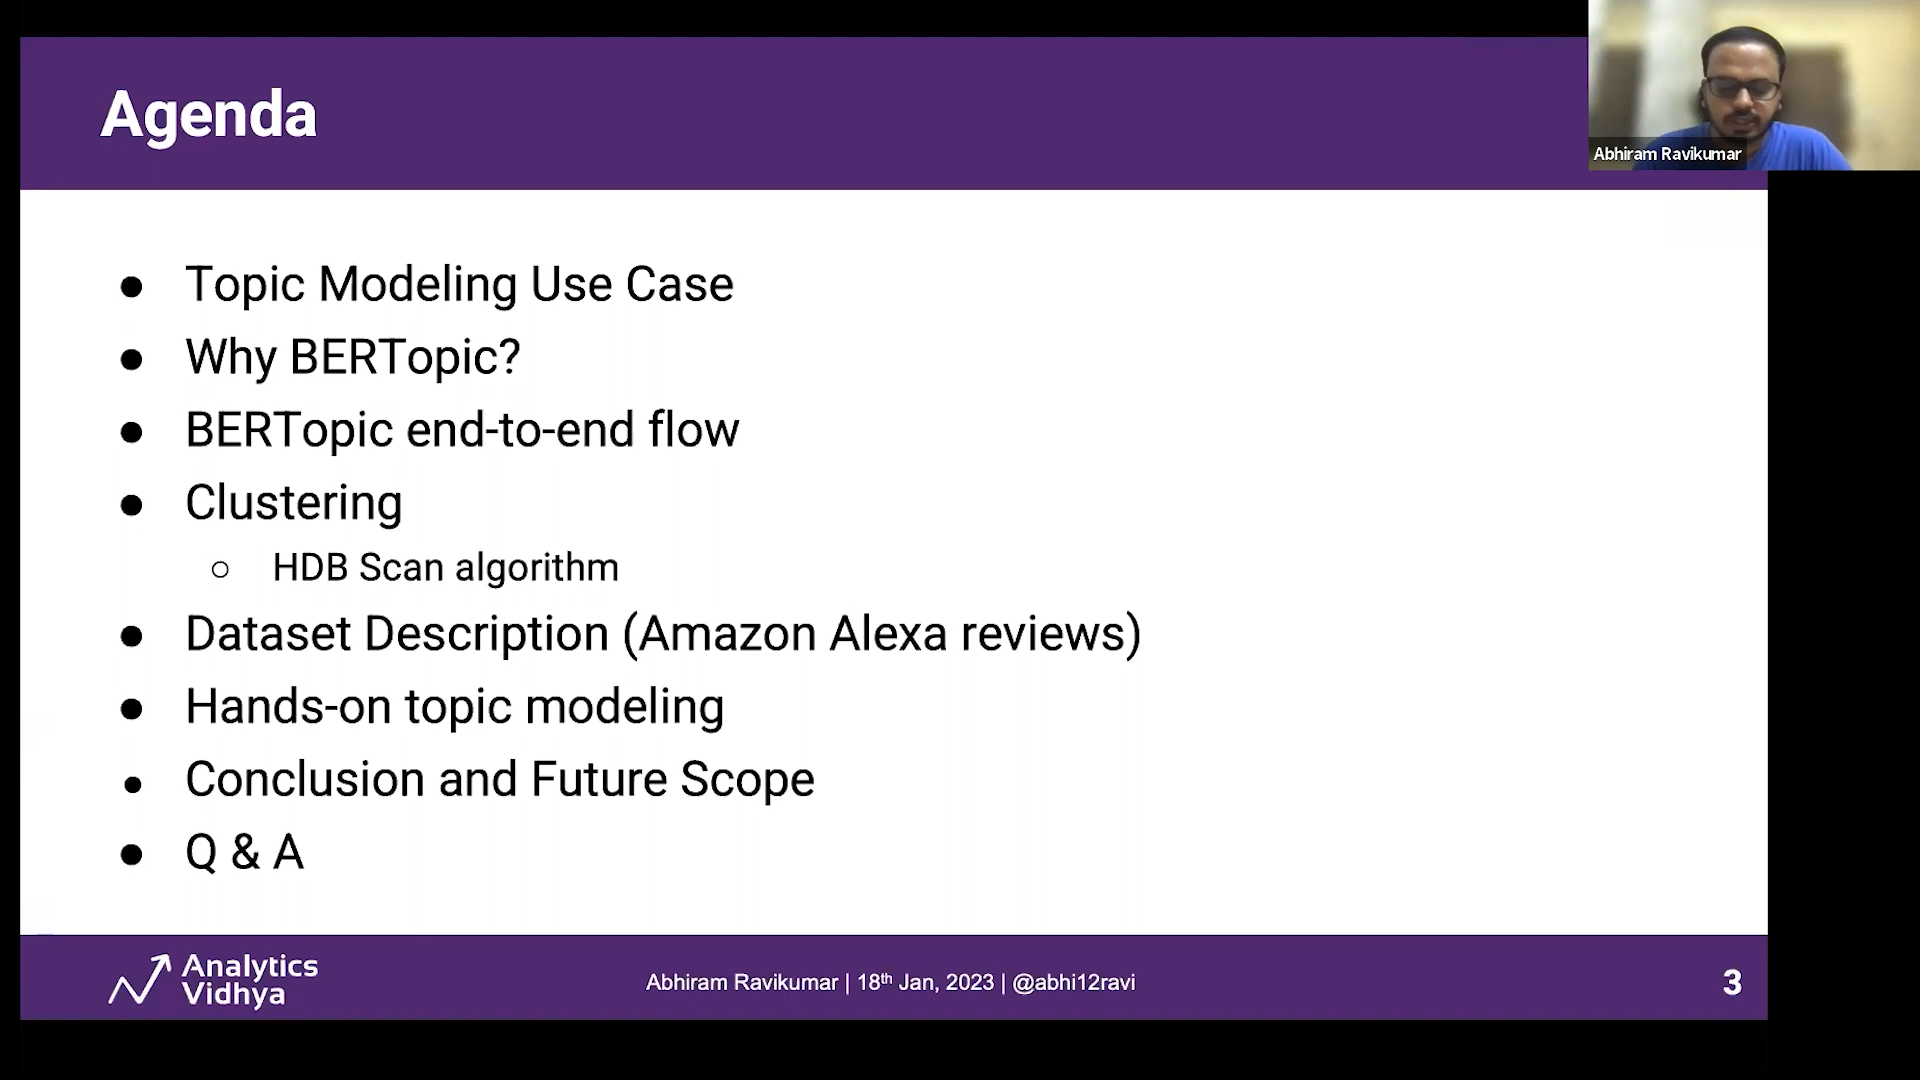 Agenda
Abhiram Ravikumar
● Topic Modeling Use Case
● Why BERTopic?
● BERTopic end-to-end flow
● Clustering
○ HDB Scan algorithm
● Dataset Description (Amazon Alexa reviews)
● Hands-on topic modeling
● Conclusion and Future Scope
● Q & A
Analytics
Vidhya
Abhiram Ravikumar | 18th Jan, 2023 | @abhi12ravi
3